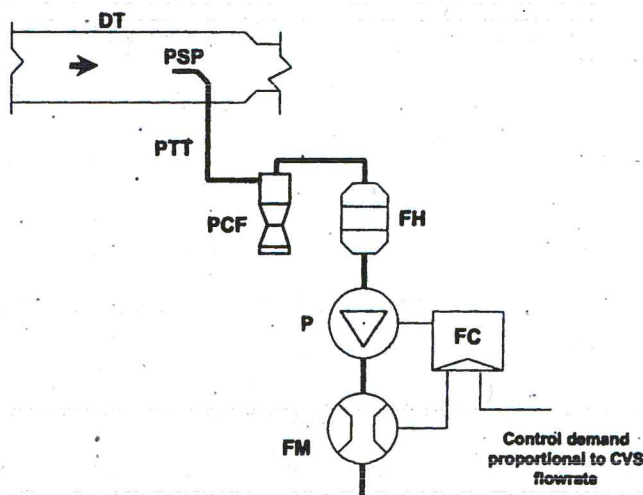 DT
PSP
PTT
PCF
FH
P
FC
FM
Control demand
proportional to CVS
flowrate